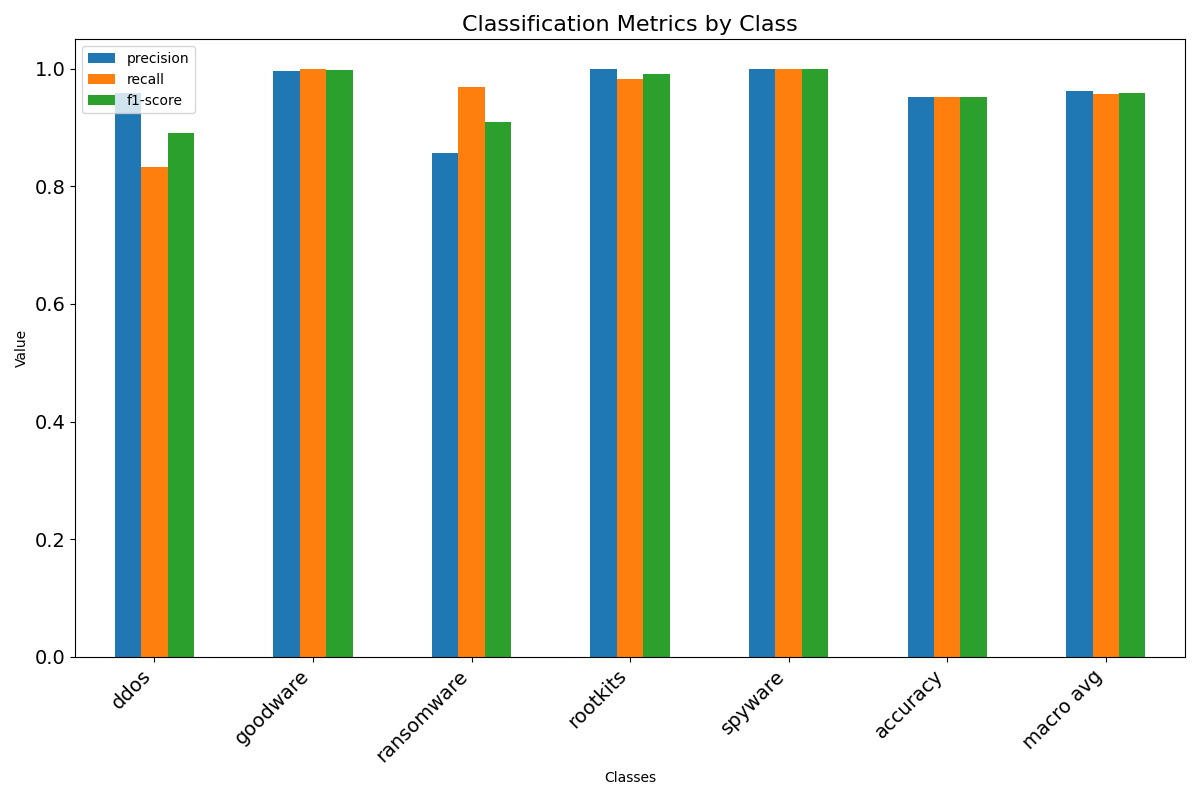 Classification Metrics by Class
precision
recall
f1-score
1.0
0.8
0.6
0.4
0.2
0.0
Value
ddos
goodware
ransomware
rootkits
spyware
accuracy
macro avg
Classes